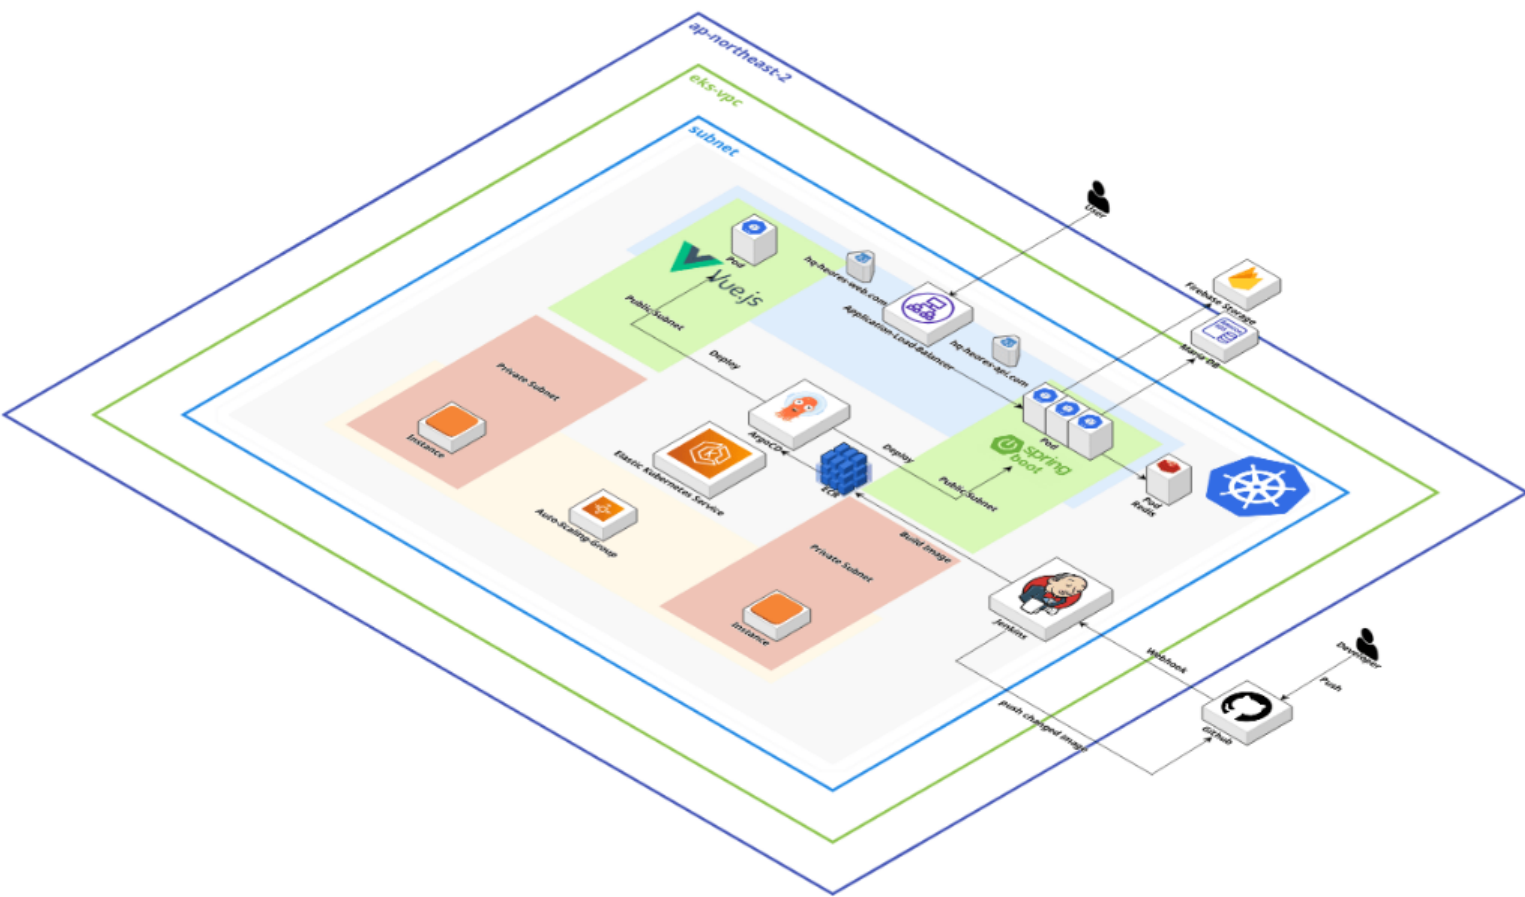 ap-northeast-2
eks-vpc
subnet
User
Pod
Vue.js
Public Subnet
hq-heores-web.com
Application-Load-Balancer
hq-heores-api.com
Firebase Storage
Maria DB
Deploy
Private Subnet
Instance
ArgoCD
Elastic Kubernetes Service
ECR
Deploy
Pod
spring
boot
Public Subnet
Pod
Redis
Auto-Scaling-Group
Build Image
Private Subnet
Instance
Jenkins
Webhook
Developer
Push
push changed image
Github